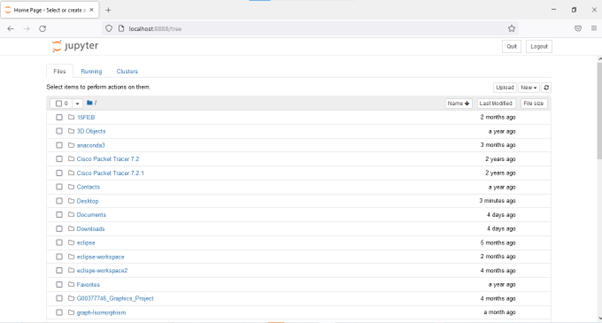 Home Page - Select or create a
localhost:8888/tree
jupyter
Quit Logout
Files Running Clusters
Select items to perform actions on them.
Upload New
0 / Name Last Modified File size
15FEB 2 months ago
3D Objects a year ago
anaconda3 3 months ago
Cisco Packet Tracer 7.2 2 years ago
Cisco Packet Tracer 7.2.1 2 years ago
Contacts a year ago
Desktop 3 minutes ago
Documents 4 days ago
Downloads 4 days ago
eclipse 5 months ago
eclipse-workspace 2 months ago
eclispe-workspace2 4 months ago
Favorites a year ago
G00377745_Graphics_Project 4 months ago
graph-Isomorphism a month ago